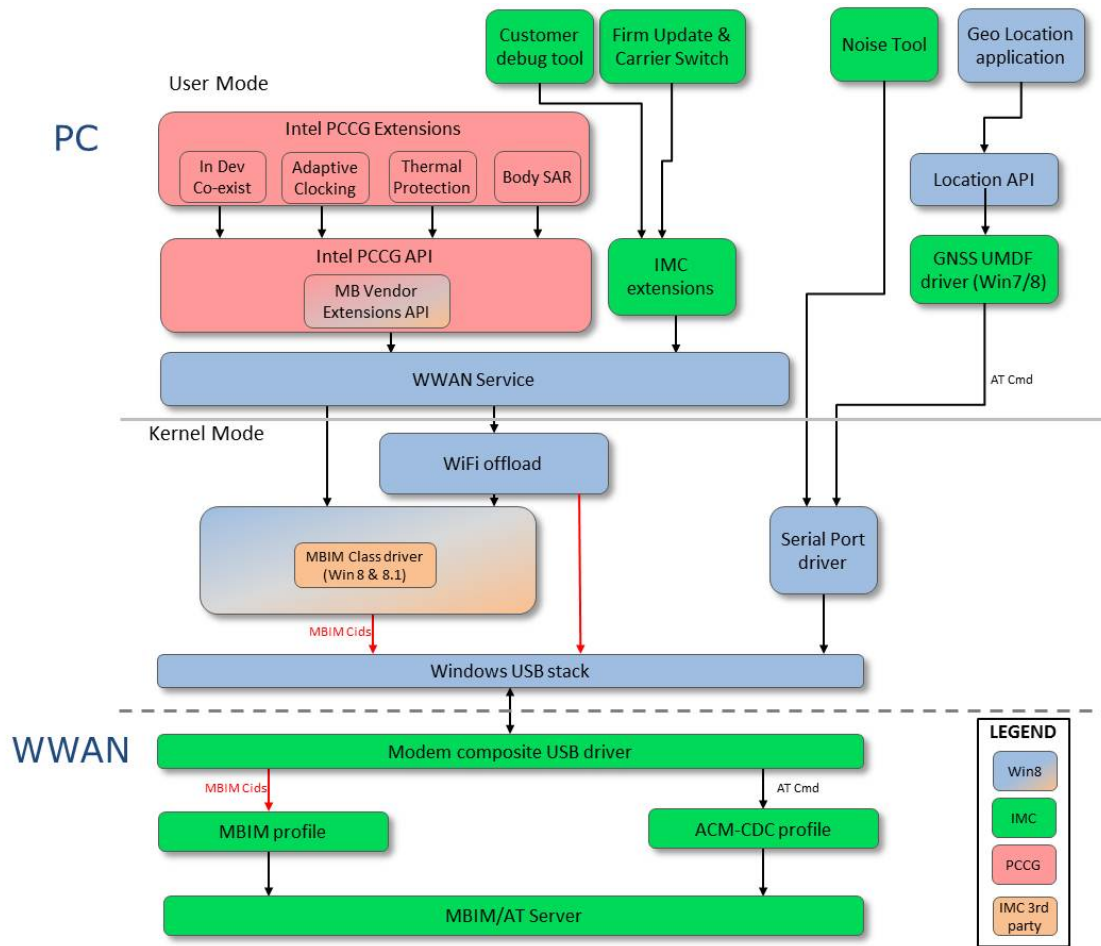 Customer
debug tool
Firm Update &
Carrier Switch
Noise Tool
Geo Location
application
User Mode
PC
Intel PCCG Extensions
In Dev
Co-exist
Adaptive
Clocking
Thermal
Protection
Body SAR
Location API
Intel PCCG API
MB Vendor
Extensions API
IMC
extensions
GNSS UMDF
driver (Win7/8)
WWAN Service
AT Cmd
Kernel Mode
WiFi offload
MBIM Class driver
(Win 8 & 8.1)
Serial Port
driver
MBIM Cids
Windows USB stack
WWAN
Modem composite USB driver
MBIM Cids
AT Cmd
MBIM profile
ACM-CDC profile
MBIM/AT Server
LEGEND
Win8
IMC
PCCG
IMC 3rd
party